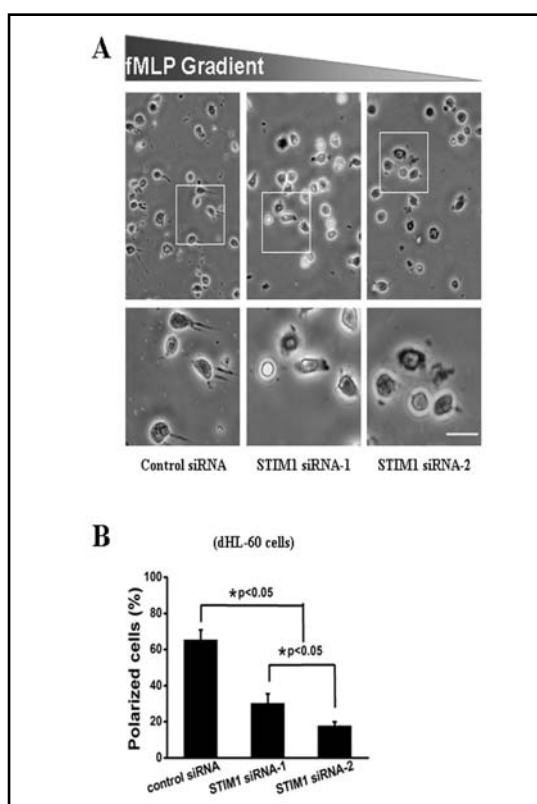 A
fMLP Gradient
Control siRNA
STIM1 siRNA-1
STIM1 siRNA-2
B
(dHL-60 cells)
Polarized cells (%)
100
80
60
40
20
0
*p<0.05
*p<0.05
control siRNA
STIM1 siRNA-1
STIM1 siRNA-2